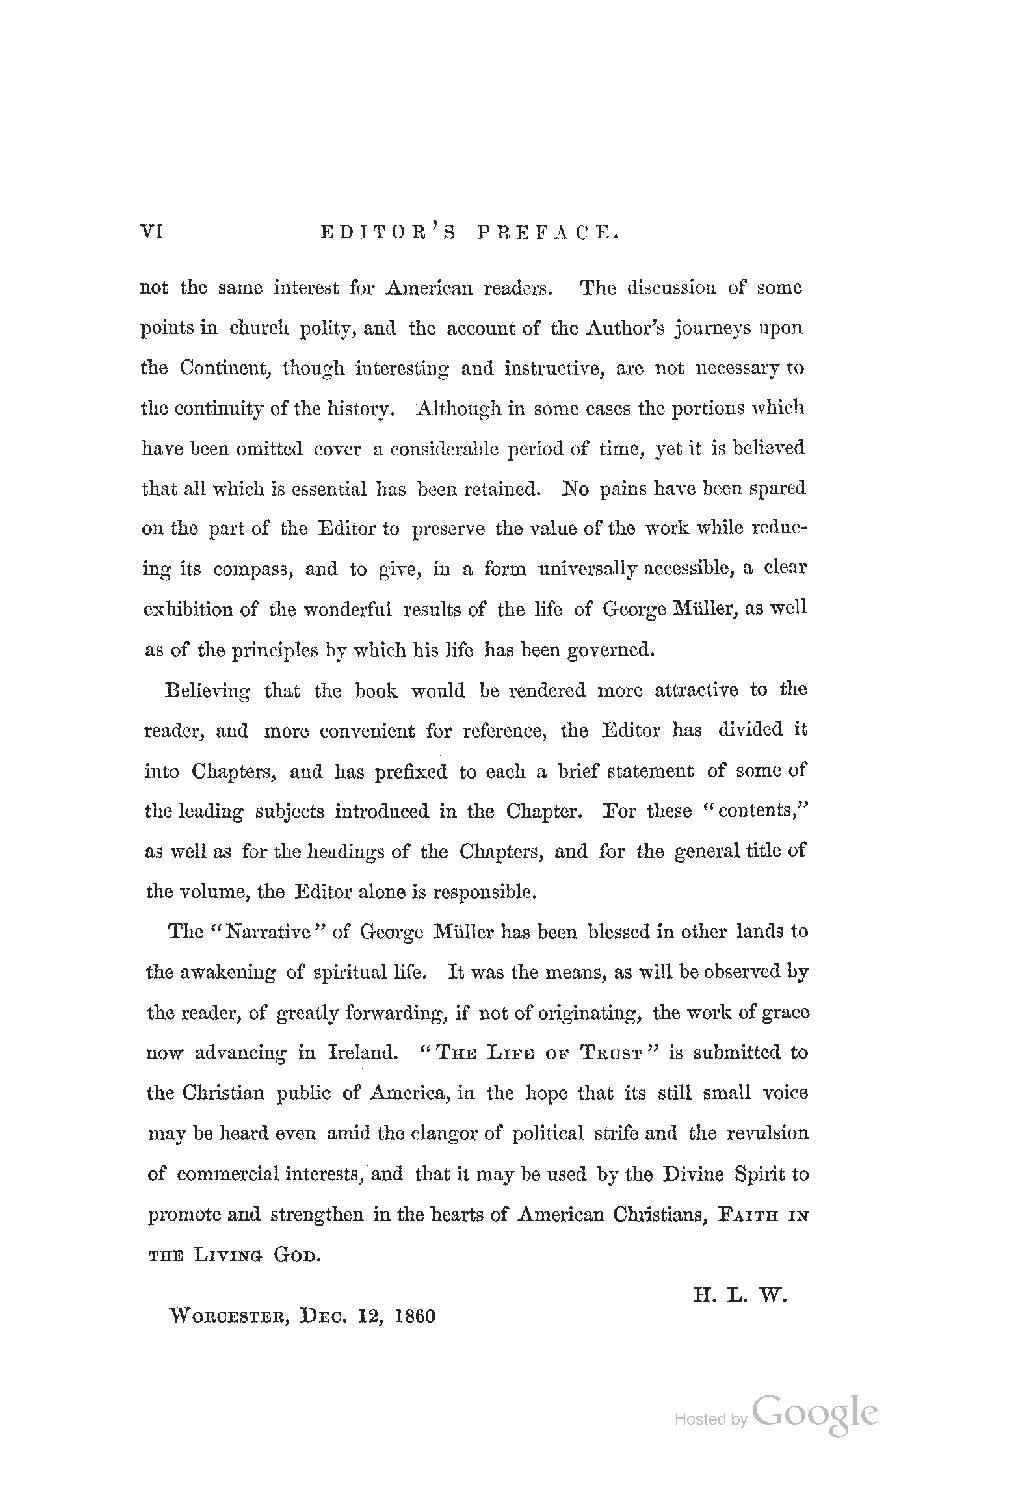 VI EDITOR'S PREFACE.
not the same interest for American readers. The discussion of some
points in church polity, and the account of the Author's journeys upon
the Continent, though interesting and instructive, are not necessary to
the continuity of the history. Although in some cases the portions which
have been omitted cover a considerable period of time, yet it is believed
that all which is essential has been retained. No pains have been spared
on the part of the Editor to preserve the value of the work while reduc-
ing its compass, and to give, in a form universally accessible, a clear
exhibition of the wonderful results of the life of George Müller, as well
as of the principles by which his life has been governed.
Believing that the book would be rendered more attractive to the
reader, and more convenient for reference, the Editor has divided it
into Chapters, and has prefixed to each a brief statement of some of
the leading subjects introduced in the Chapter. For these "contents,"
as well as for the headings of the Chapters, and for the general title of
the volume, the Editor alone is responsible.
The "Narrative" of George Müller has been blessed in other lands to
the awakening of spiritual life. It was the means, as will be observed by
the reader, of greatly forwarding, if not of originating, the work of grace
now advancing in Ireland. "THE LIFE OF TRUST" is submitted to
the Christian public of America, in the hope that its still small voice
may be heard even amid the clangor of political strife and the revulsion
of commercial interests, and that it may be used by the Divine Spirit to
promote and strengthen in the hearts of American Christians, FAITH IN
THE LIVING GOD.
H. L. W.
WORCESTER, DEC. 12, 1860
Hosted by Google